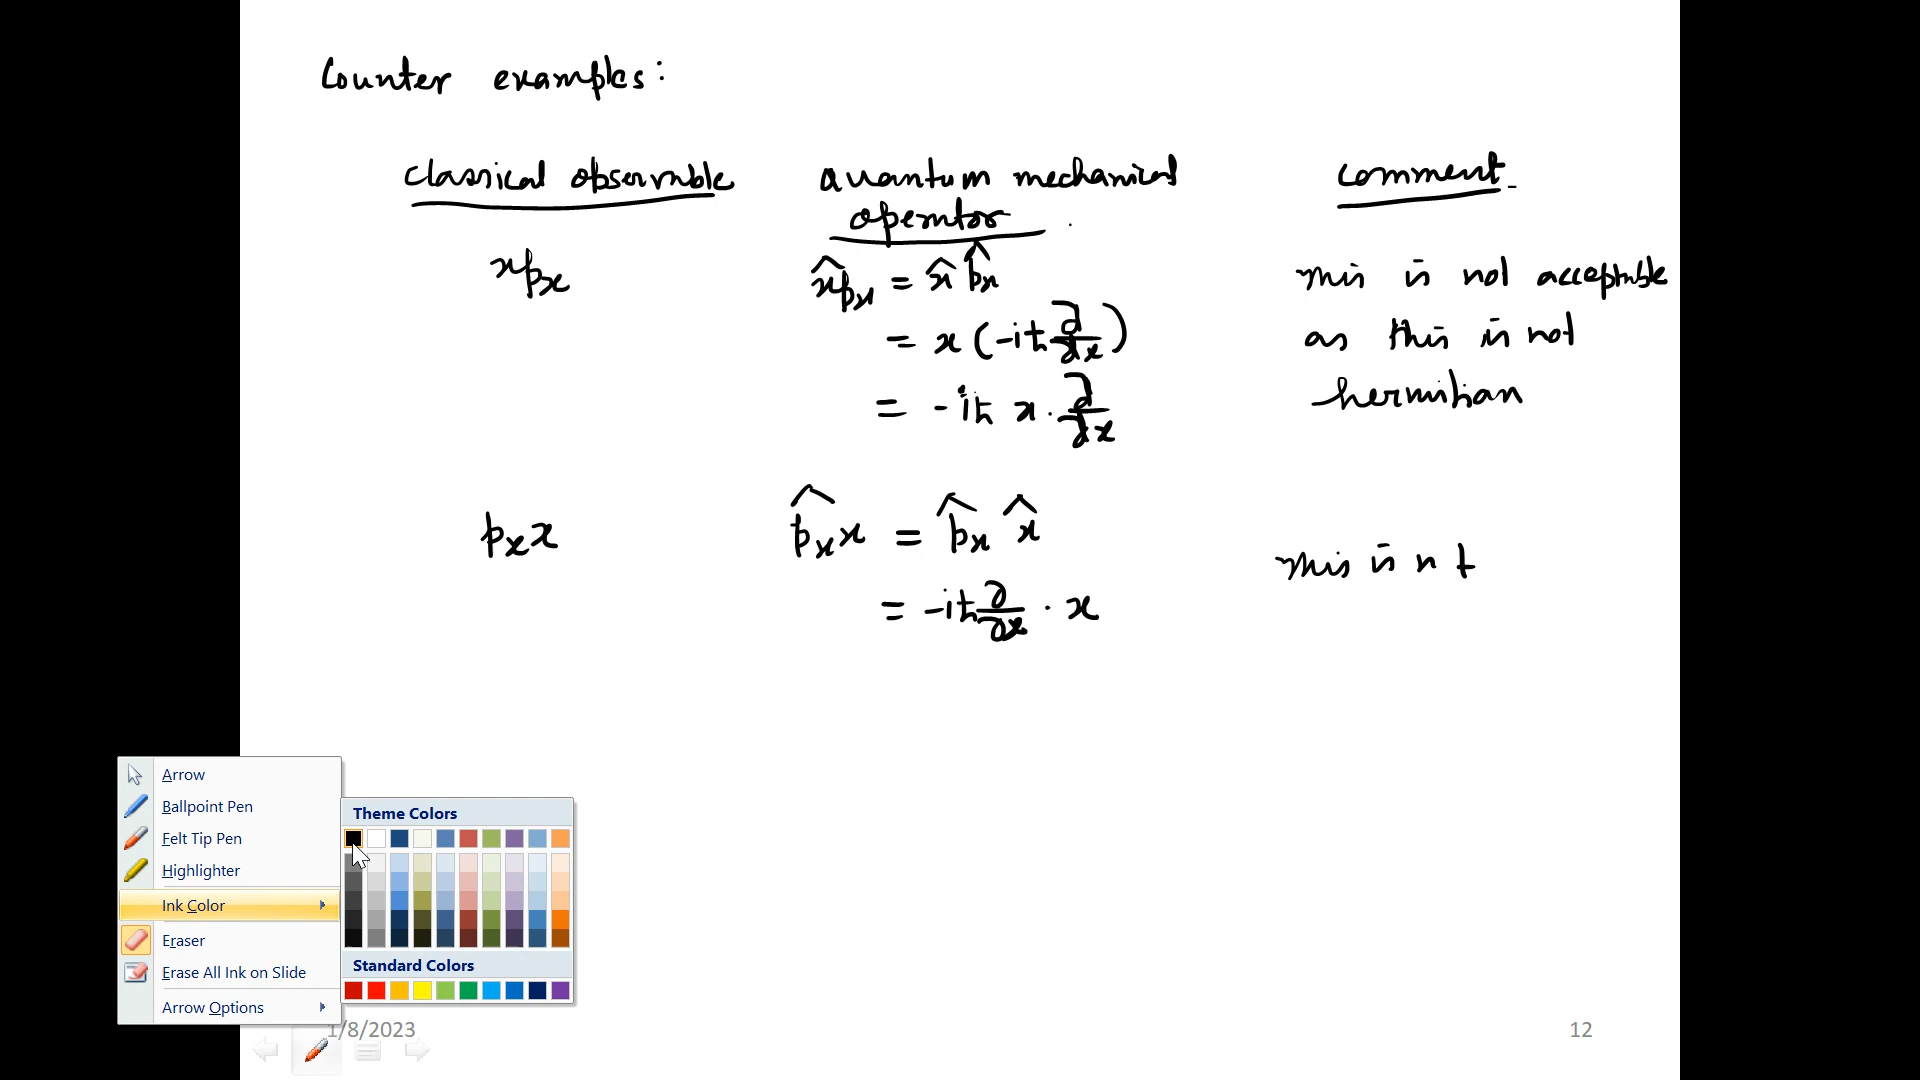 Counter examples:
classical observable quantum mechanical comment
operator
xpₓ x̂pₓ = x̂ p̂ₓ This is not acceptable
= x (-iħ ∂/∂x) as this is not
= -iħ x · ∂/∂x hermitian
pₓx p̂ₓx = p̂ₓ x̂ This is n t
= -iħ ∂/∂x · x
Arrow
Ballpoint Pen
Felt Tip Pen
Highlighter
Ink Color
Eraser
Erase All Ink on Slide
Arrow Options
Theme Colors
Standard Colors
1/8/2023 12